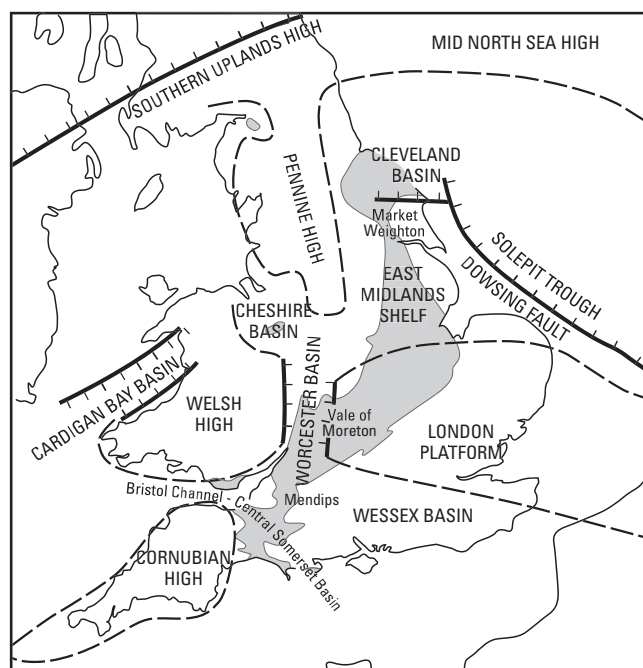 MID NORTH SEA HIGH
SOUTHERN UPLANDS HIGH
CLEVELAND
BASIN
PENNINE HIGH
Market
Weighton
SOLEPIT TROUGH
DOWSING FAULT
EAST
MIDLANDS
SHELF
CHESHIRE
BASIN
WORCESTER BASIN
CARDIGAN BAY BASIN
WELSH
HIGH
Vale of
Moreton
LONDON
PLATFORM
Bristol Channel - Central Somerset Basin
Mendips
WESSEX BASIN
CORNUBIAN
HIGH